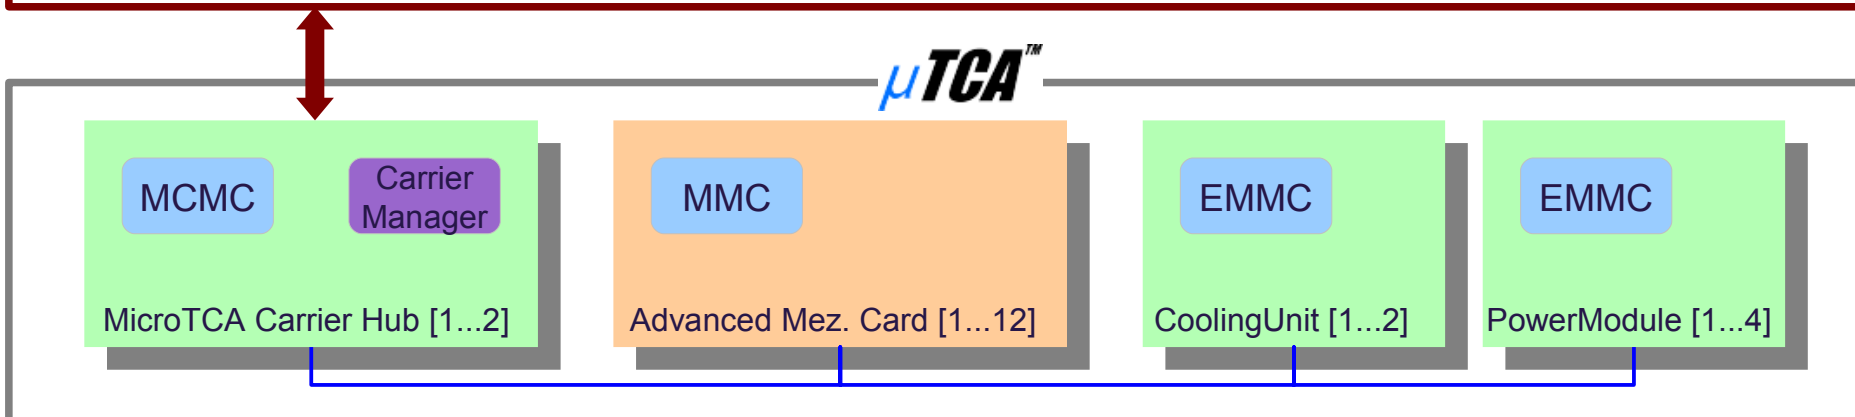 µTCA™
MCMC
Carrier
Manager
MMC
EMMC
EMMC
MicroTCA Carrier Hub [1...2]
Advanced Mez. Card [1...12]
CoolingUnit [1...2]
PowerModule [1...4]